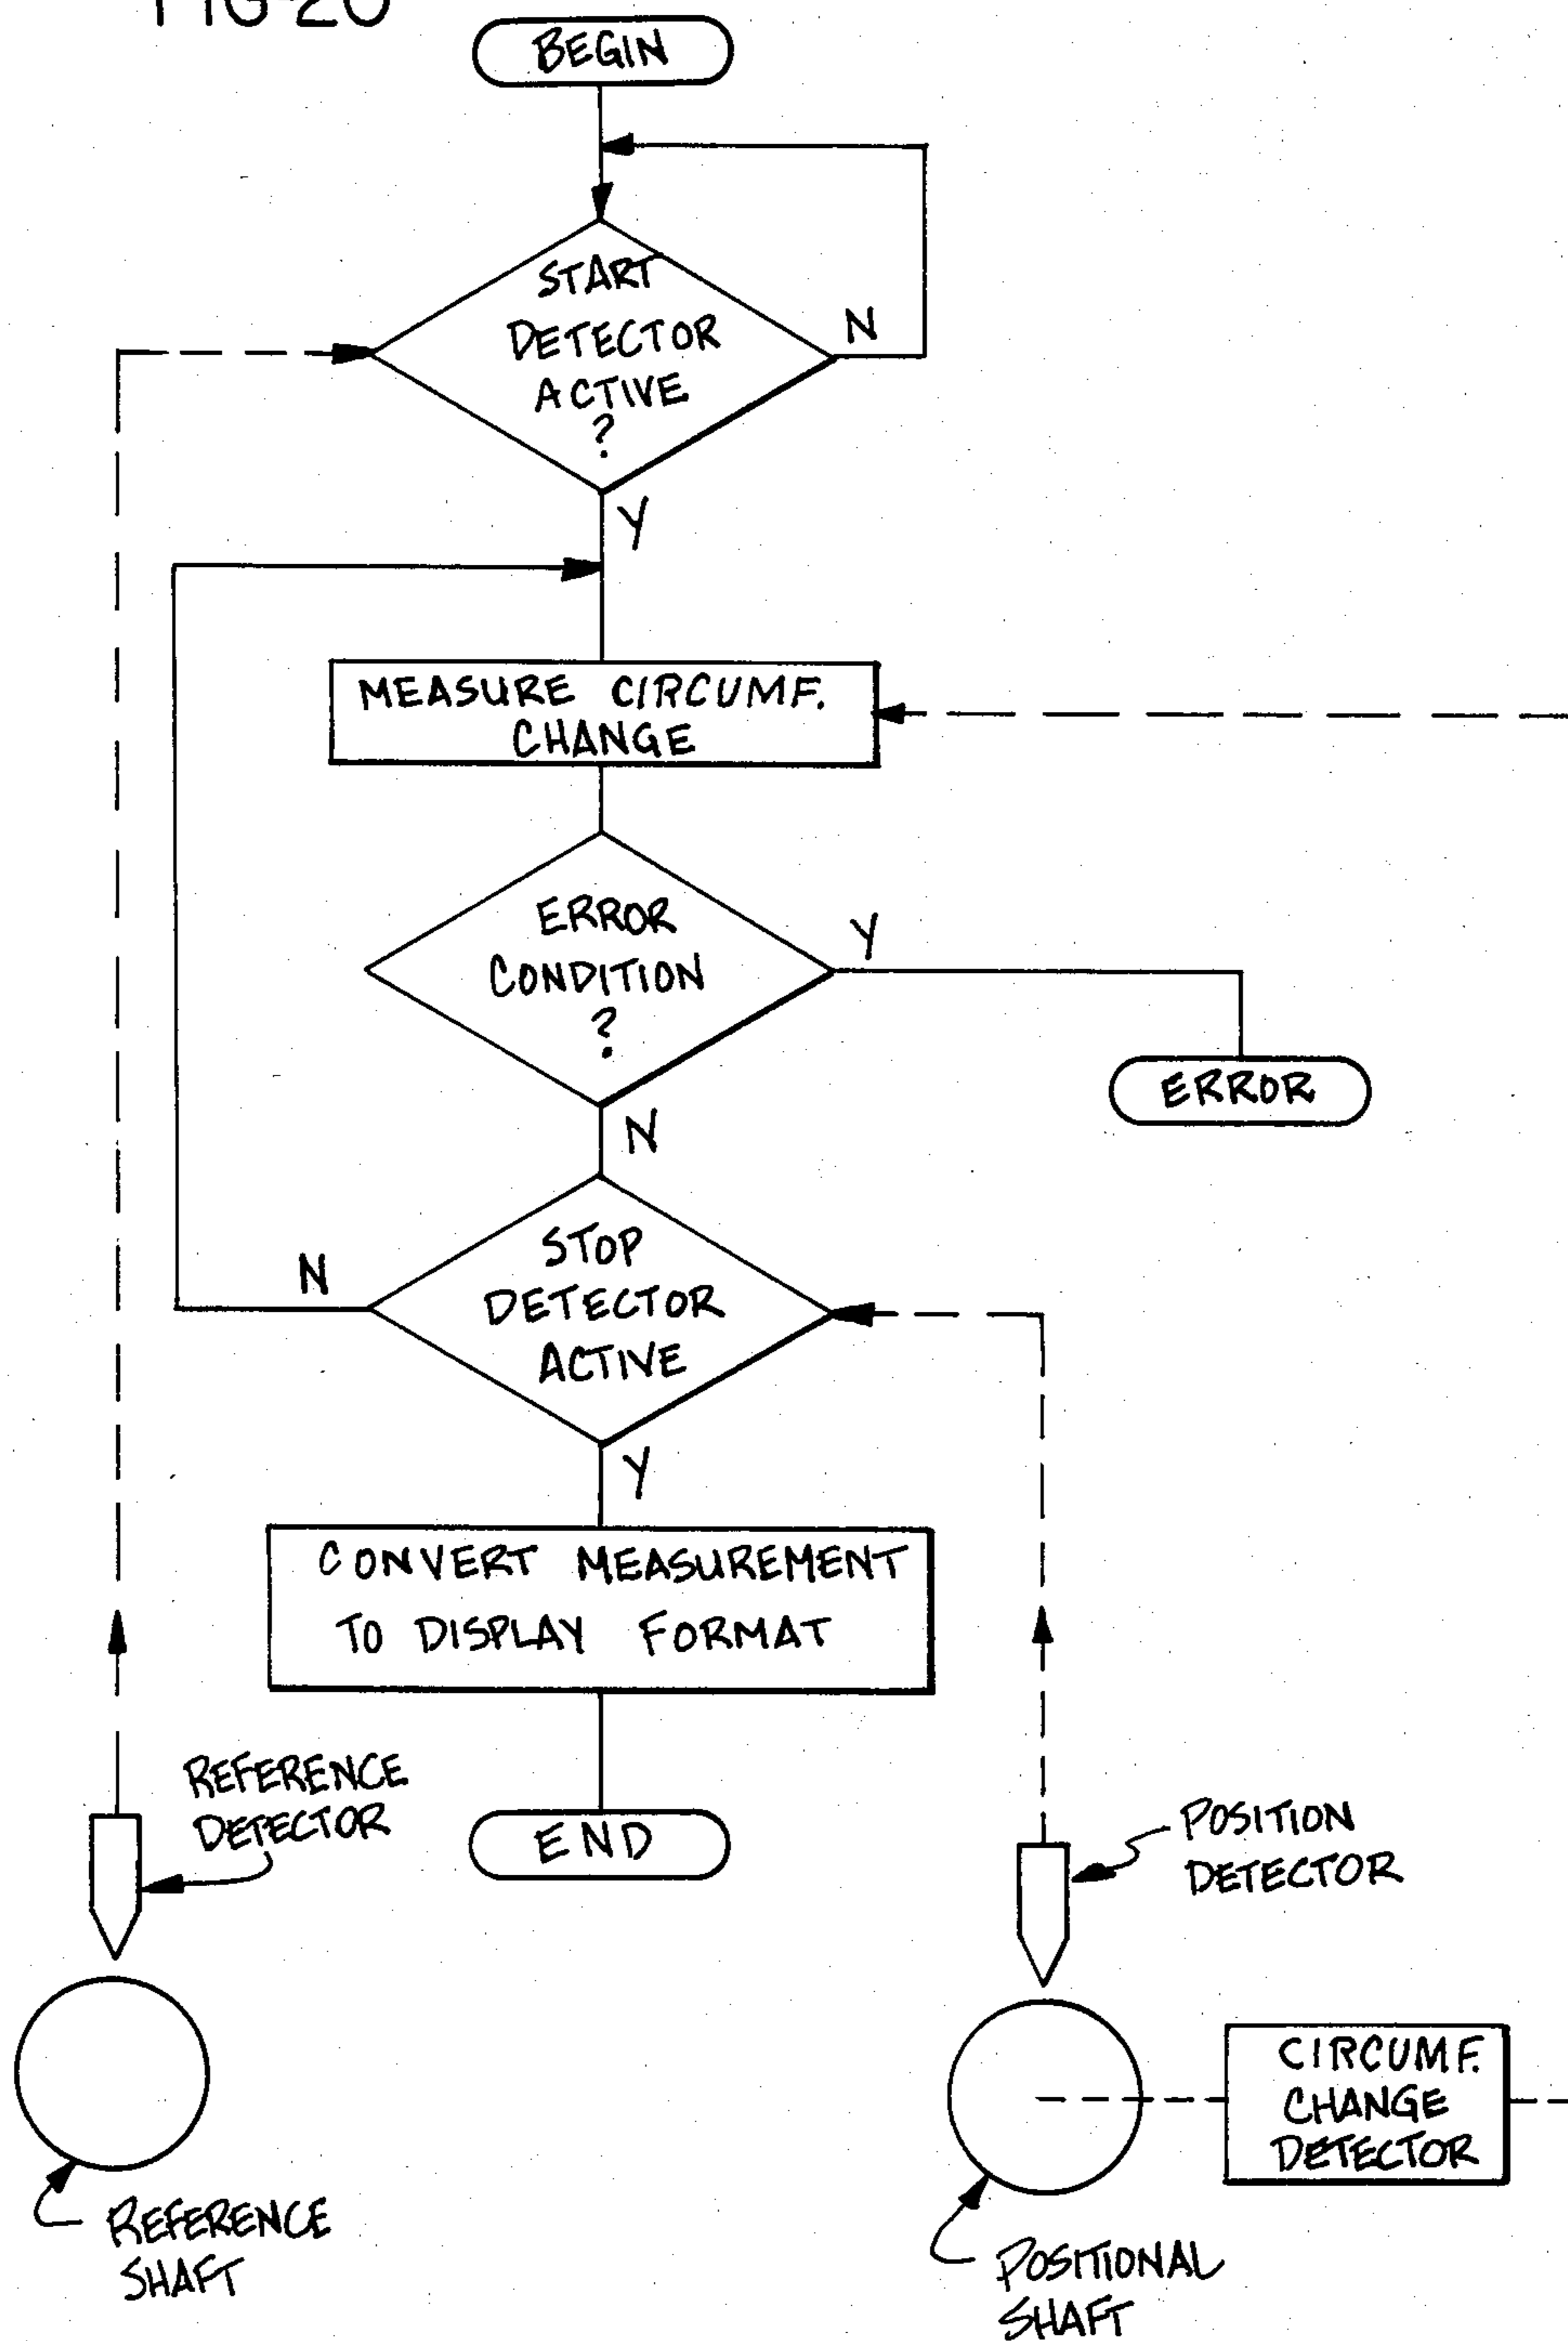 FIG 20
BEGIN
START
DETECTOR
ACTIVE
?
N
Y
MEASURE CIRCUMF.
CHANGE
ERROR
CONDITION
?
Y
ERROR
N
STOP
DETECTOR
ACTIVE
N
Y
CONVERT MEASUREMENT
TO DISPLAY FORMAT
REFERENCE
DETECTOR
END
POSITION
DETECTOR
CIRCUMF.
CHANGE
DETECTOR
REFERENCE
SHAFT
POSITIONAL
SHAFT